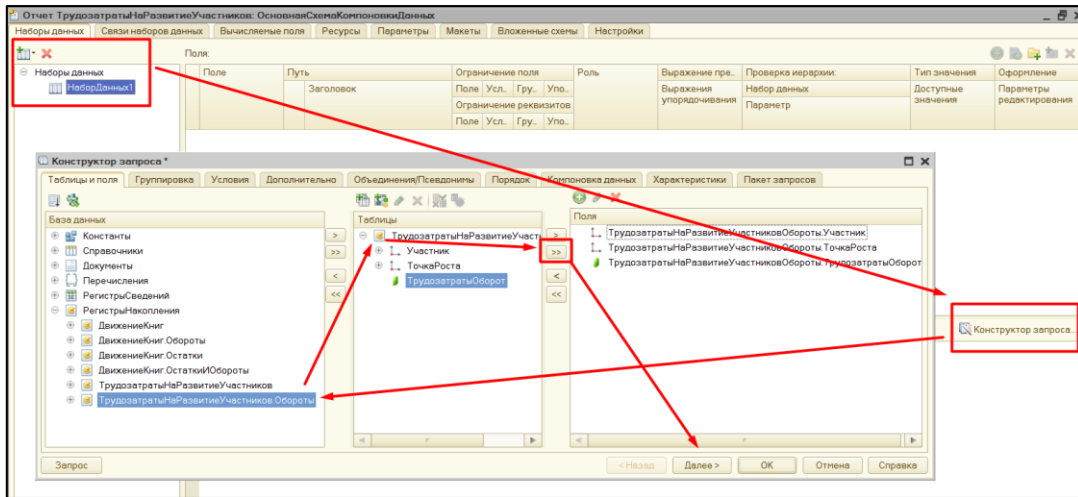 Отчет ТрудозатратыНаРазвитиеУчастников: ОсновнаяСхемаКомпоновкиДанных
Наборы данных Связи наборов данных Вычисляемые поля Ресурсы Параметры Макеты Вложенные схемы Настройки
Поля:
Наборы данных
НаборДанных1
Поле Путь Ограничение поля Роль Выражение пре.. Проверка иерархии: Тип значения Оформление
Заголовок Поле Усл.. Гру.. Упо.. Выражения упорядочивания Набор данных Доступные значения Параметры редактирования
Ограничение реквизитов Параметр
Поле Усл.. Гру.. Упо..
Конструктор запроса *
Таблицы и поля Группировка Условия Дополнительно Объединения/Псевдонимы Порядок Компоновка данных Характеристики Пакет запросов
База данных
Константы
Справочники
Документы
Перечисления
РегистрыСведений
РегистрыНакопления
ДвижениеКниг
ДвижениеКниг.Обороты
ДвижениеКниг.Остатки
ДвижениеКниг.ОстаткиИОбороты
ТрудозатратыНаРазвитиеУчастников
ТрудозатратыНаРазвитиеУчастников.Обороты
>
>>
<
<<
Таблицы
ТрудозатратыНаРазвитиеУчасти
Участник
ТочкаРоста
ТрудозатратыОборот
>
>>
<
<<
Поля
ТрудозатратыНаРазвитиеУчастниковОбороты.Участник
ТрудозатратыНаРазвитиеУчастниковОбороты.ТочкаРоста
ТрудозатратыНаРазвитиеУчастниковОбороты.ТрудозатратыОборот
Конструктор запроса...
Запрос < Назад Далее > ОК Отмена Справка